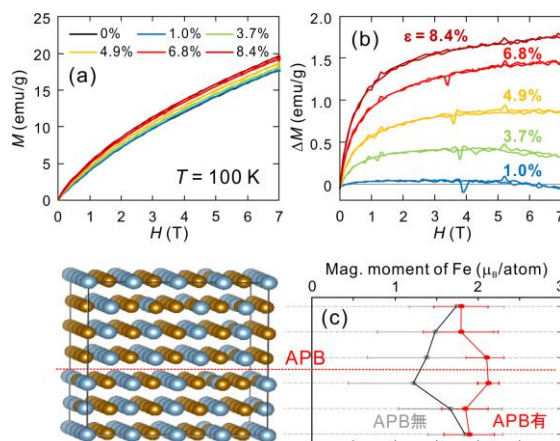 0% 1.0% 3.7%
4.9% 6.8% 8.4%
(a)
T = 100 K
M (emu/g)
25
20
15
10
5
0
0 1 2 3 4 5 6 7
H (T)
(b)
ε = 8.4%
6.8%
4.9%
3.7%
1.0%
ΔM (emu/g)
2.0
1.5
1.0
0.5
0
0 1 2 3 4 5 6 7
H (T)
Mag. moment of Fe (μB/atom)
0 1 2 3
(c)
APB
APB無
APB有